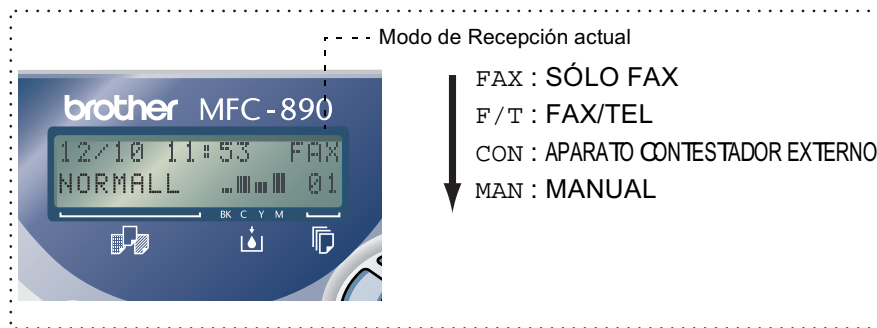 Modo de Recepción actual
FAX : SÓLO FAX
F/T : FAX/TEL
CON : APARATO CONTESTADOR EXTERNO
MAN : MANUAL
brother MFC-890
12/10 11:53 FAX
NORMALL 01
BK C Y M